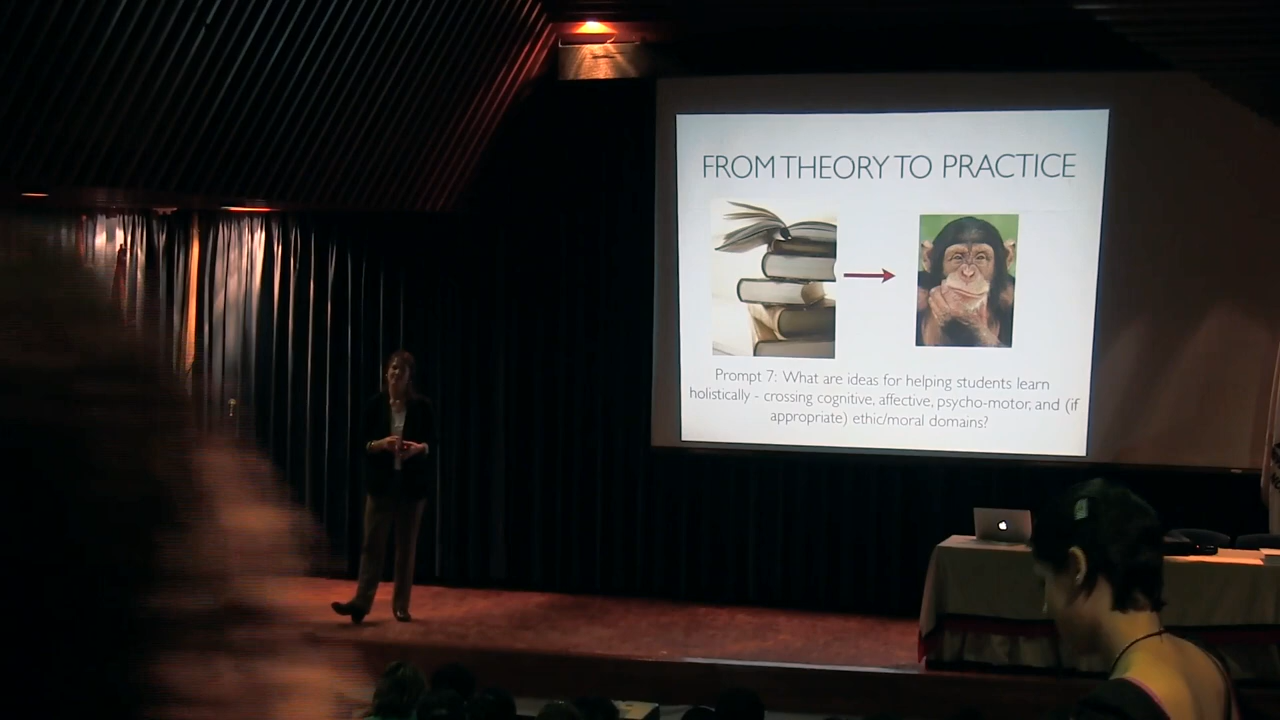 FROM THEORY TO PRACTICE
Prompt 7: What are ideas for helping students learn
holistically - crossing cognitive, affective, psycho-motor, and (if
appropriate) ethic/moral domains?